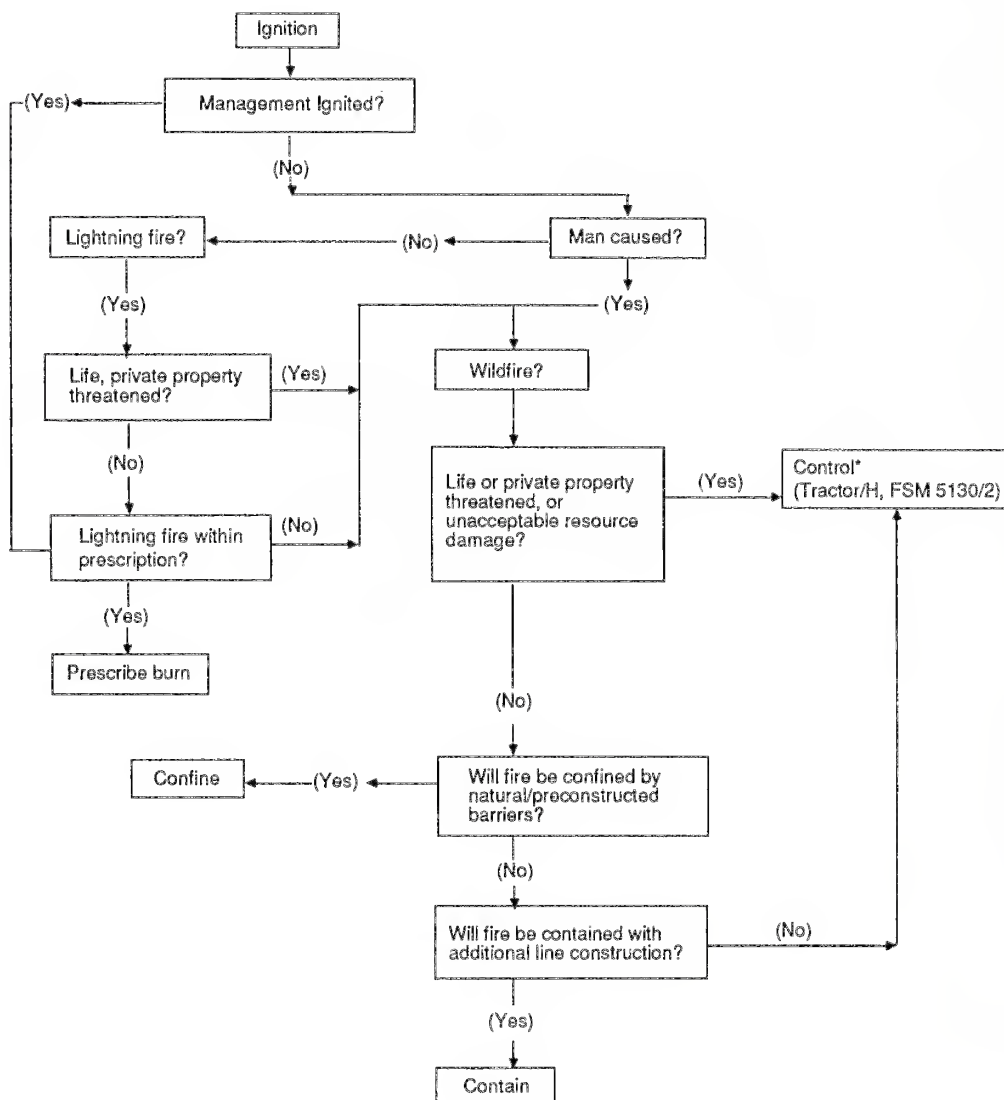 Ignition
(Yes)
Management Ignited?
(No)
Lightning fire?
(No)
Man caused?
(Yes)
(Yes)
Life, private property
threatened?
(Yes)
Wildfire?
(No)
Life or private property
threatened, or
unacceptable resource
damage?
(Yes)
Control*
(Tractor/H, FSM 5130/2)
Lightning fire within
prescription?
(No)
(Yes)
Prescribe burn
(No)
Confine
(Yes)
Will fire be confined by
natural/preconstructed
barriers?
(No)
Will fire be contained with
additional line construction?
(No)
(Yes)
Contain